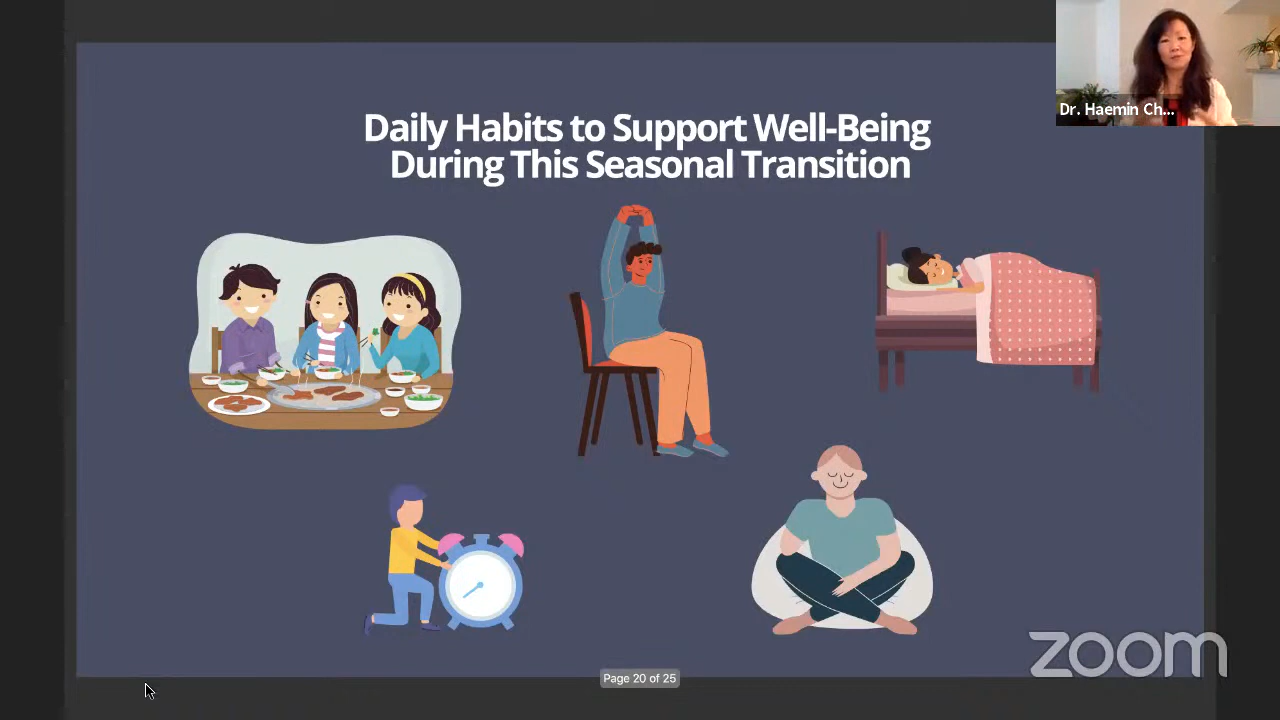 Daily Habits to Support Well-Being
During This Seasonal Transition
Dr. Haemin Ch...
Page 20 of 25
zoom